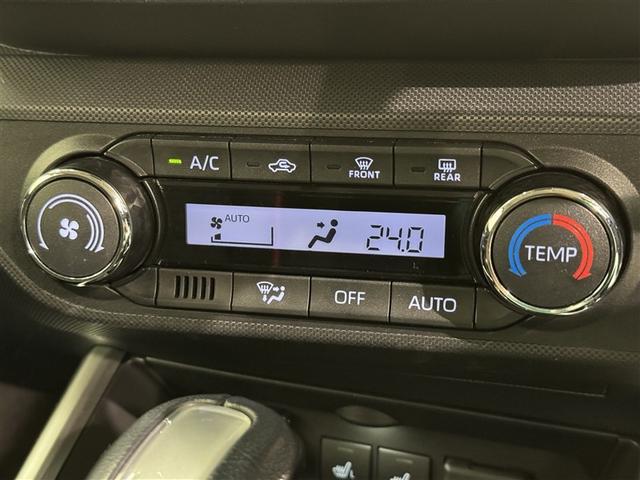 A/C
FRONT
REAR
AUTO
24.0
TEMP
OFF
AUTO